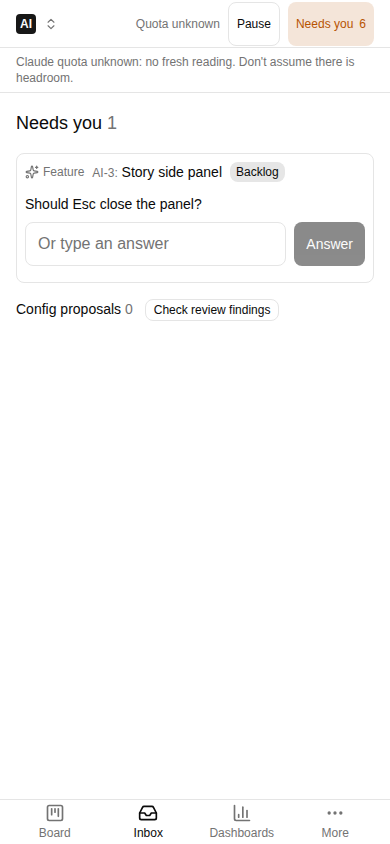 AI Quota unknown Pause Needs you 6
Claude quota unknown: no fresh reading. Don't assume there is
headroom.
Needs you 1
Feature AI-3: Story side panel Backlog
Should Esc close the panel?
Or type an answer Answer
Config proposals 0 Check review findings
Board Inbox Dashboards More